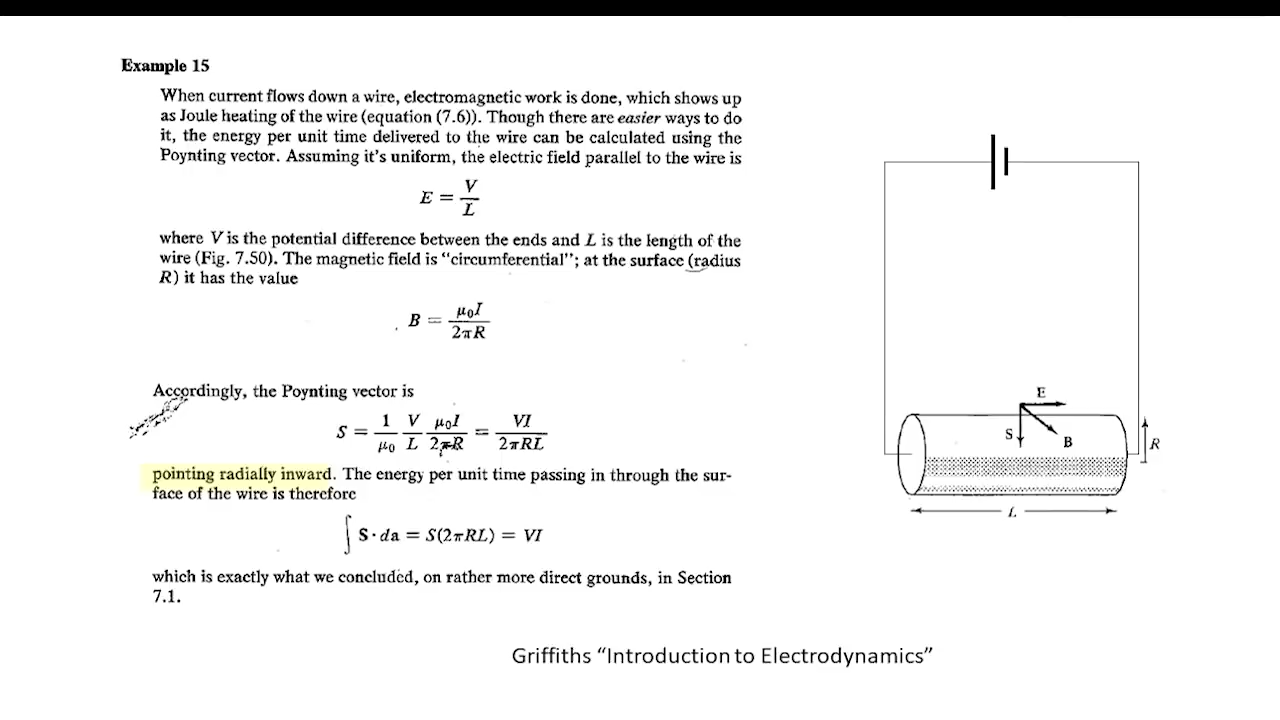 Example 15
When current flows down a wire, electromagnetic work is done, which shows up
as Joule heating of the wire (equation (7.6)). Though there are easier ways to do
it, the energy per unit time delivered to the wire can be calculated using the
Poynting vector. Assuming it's uniform, the electric field parallel to the wire is
E = V/L
where V is the potential difference between the ends and L is the length of the
wire (Fig. 7.50). The magnetic field is "circumferential"; at the surface (radius
R) it has the value
B = μ₀I/2πR
Accordingly, the Poynting vector is
S = 1/μ₀ V/L μ₀I/2πR = VI/2πRL
pointing radially inward. The energy per unit time passing in through the sur-
face of the wire is therefore
∫ S · da = S(2πRL) = VI
which is exactly what we concluded, on rather more direct grounds, in Section
7.1.
E
S
B
R
L
Griffiths “Introduction to Electrodynamics”